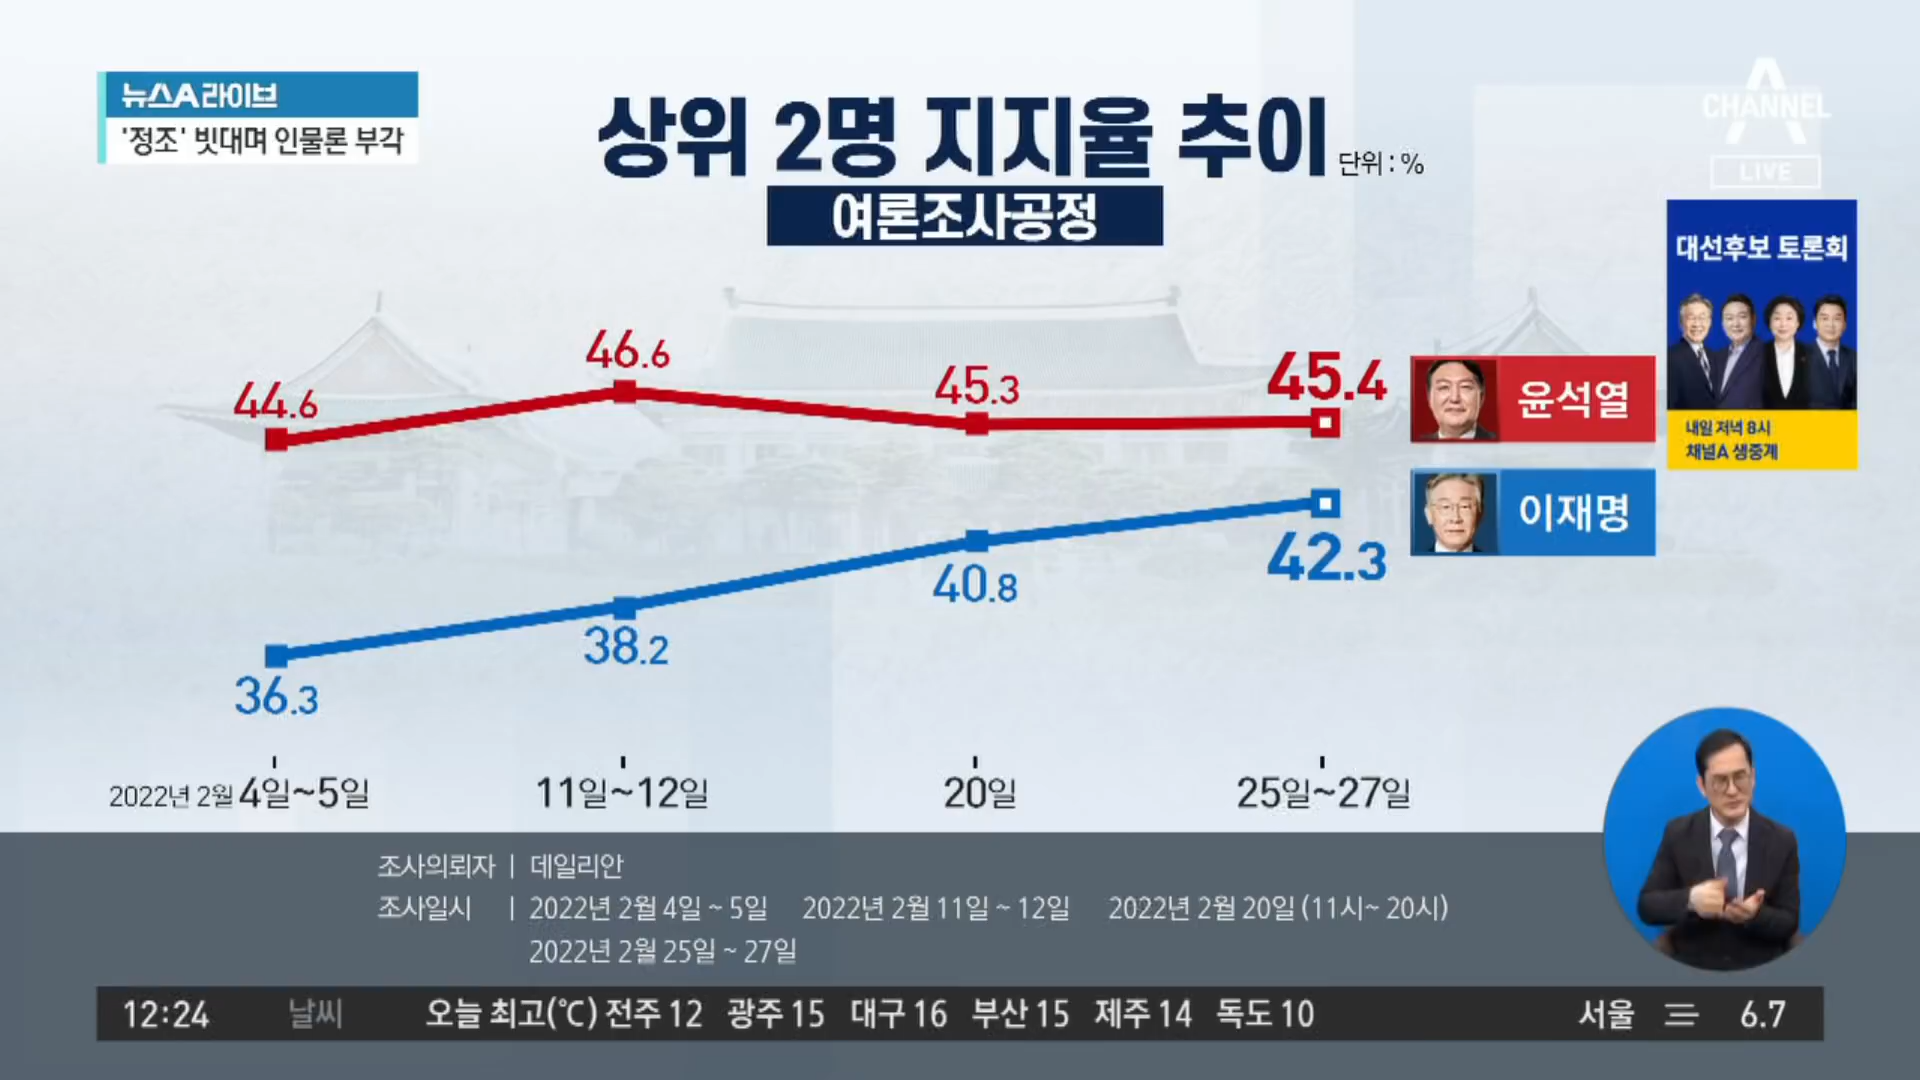 뉴스A 라이브
'정조' 빗대며 인물론 부각
상위 2명 지지율 추이 단위 : %
여론조사공정
CHANNEL A
LIVE
대선후보 토론회
내일 저녁 8시
채널A 생중계
44.6 46.6 45.3 45.4 윤석열
36.3 38.2 40.8 42.3 이재명
2022년 2월 4일~5일 11일~12일 20일 25일~27일
조사의뢰자 | 데일리안
조사일시 | 2022년 2월 4일 ~ 5일 2022년 2월 11일 ~ 12일 2022년 2월 20일 (11시~ 20시)
2022년 2월 25일 ~ 27일
12:24 날씨 오늘 최고(℃) 전주 12 광주 15 대구 16 부산 15 제주 14 독도 10 서울 6.7